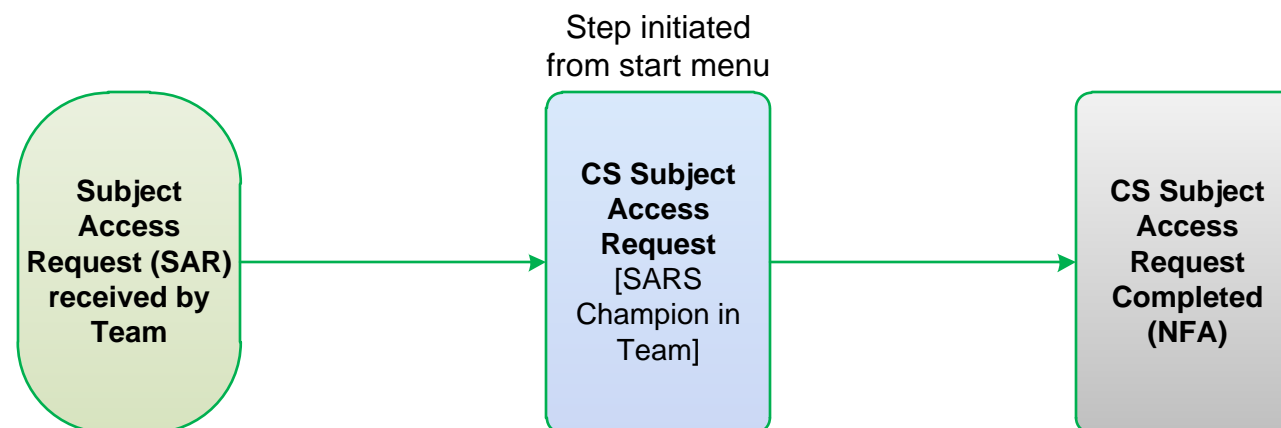 Step initiated
from start menu
Subject
Access
Request (SAR)
received by
Team
CS Subject
Access
Request
[SARS
Champion in
Team]
CS Subject
Access
Request
Completed
(NFA)